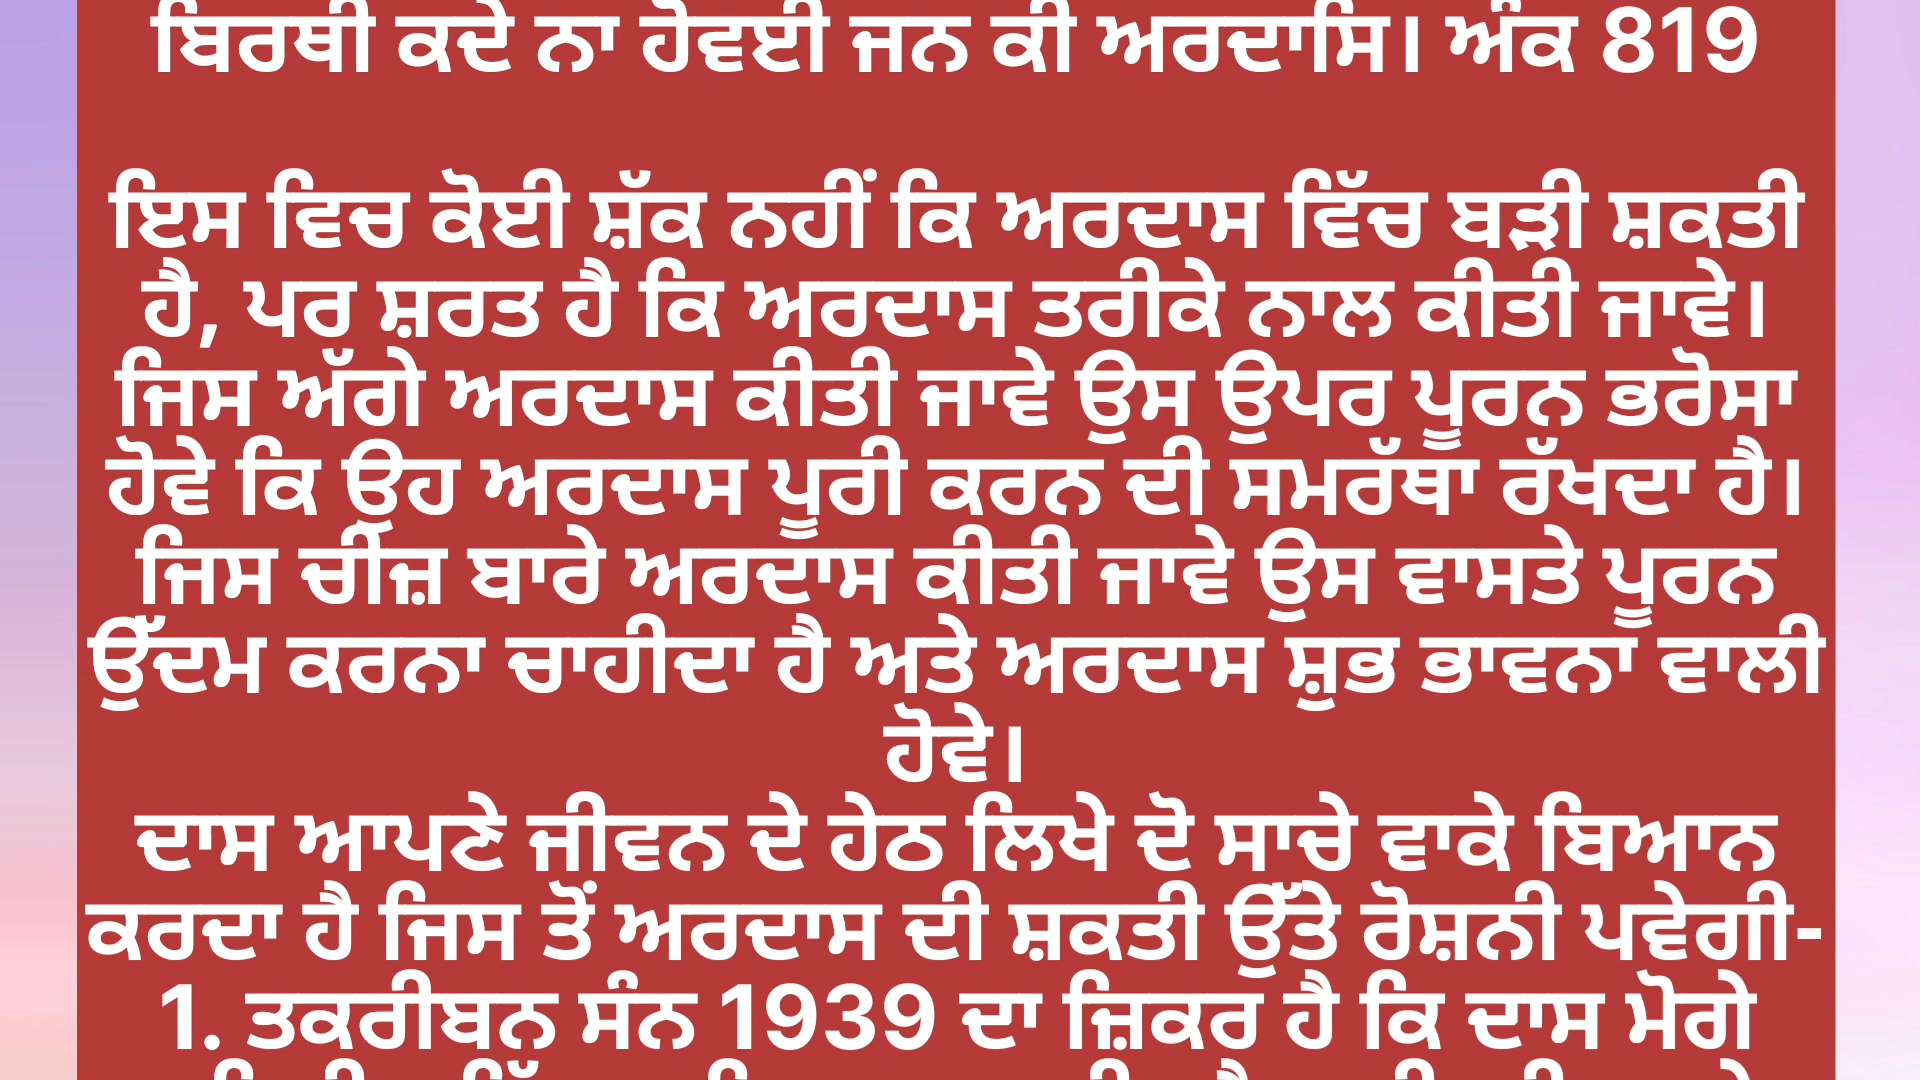 ਬਿਰਥੀ ਕਦੇ ਨਾ ਹੋਵਈ ਜਨ ਕੀ ਅਰਦਾਸਿ। ਅੰਕ 819
ਇਸ ਵਿਚ ਕੋਈ ਸ਼ੱਕ ਨਹੀਂ ਕਿ ਅਰਦਾਸ ਵਿੱਚ ਬੜੀ ਸ਼ਕਤੀ
ਹੈ, ਪਰ ਸ਼ਰਤ ਹੈ ਕਿ ਅਰਦਾਸ ਤਰੀਕੇ ਨਾਲ ਕੀਤੀ ਜਾਵੇ।
ਜਿਸ ਅੱਗੇ ਅਰਦਾਸ ਕੀਤੀ ਜਾਵੇ ਉਸ ਉਪਰ ਪੂਰਨ ਭਰੋਸਾ
ਹੋਵੇ ਕਿ ਉਹ ਅਰਦਾਸ ਪੂਰੀ ਕਰਨ ਦੀ ਸਮਰੱਥਾ ਰੱਖਦਾ ਹੈ।
ਜਿਸ ਚੀਜ਼ ਬਾਰੇ ਅਰਦਾਸ ਕੀਤੀ ਜਾਵੇ ਉਸ ਵਾਸਤੇ ਪੂਰਨ
ਉੱਦਮ ਕਰਨਾ ਚਾਹੀਦਾ ਹੈ ਅਤੇ ਅਰਦਾਸ ਸ਼ੁਭ ਭਾਵਨਾ ਵਾਲੀ
ਹੋਵੇ।
ਦਾਸ ਆਪਣੇ ਜੀਵਨ ਦੇ ਹੇਠ ਲਿਖੇ ਦੋ ਸਾਚੇ ਵਾਕੇ ਬਿਆਨ
ਕਰਦਾ ਹੈ ਜਿਸ ਤੋਂ ਅਰਦਾਸ ਦੀ ਸ਼ਕਤੀ ਉੱਤੇ ਰੋਸ਼ਨੀ ਪਵੇਗੀ-
1. ਤਕਰੀਬਨ ਸੰਨ 1939 ਦਾ ਜ਼ਿਕਰ ਹੈ ਕਿ ਦਾਸ ਮੋਗੇ